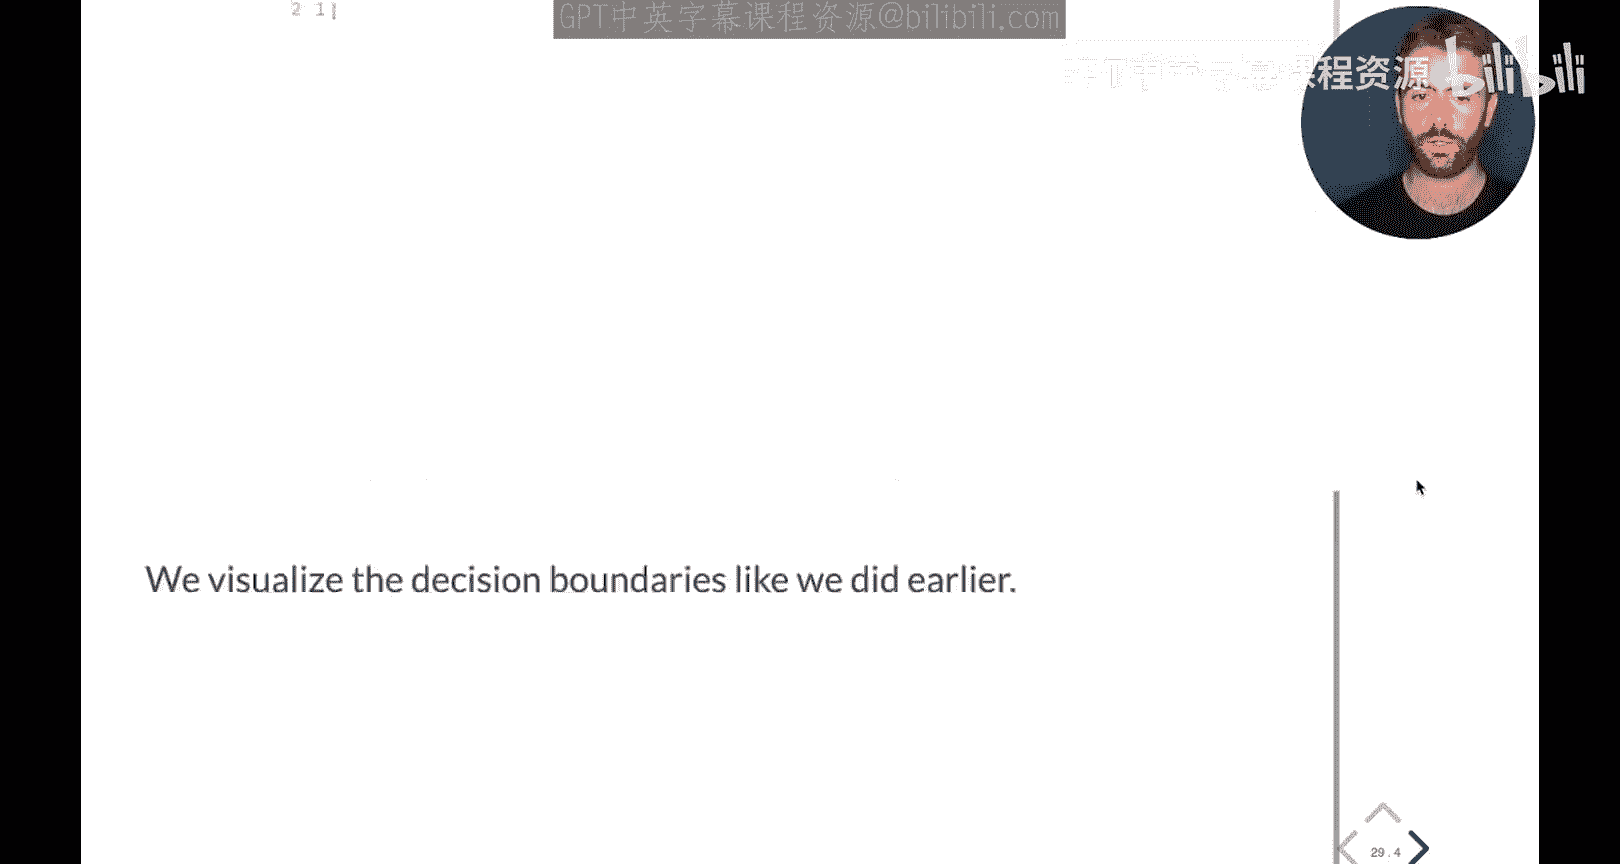 2 1
GPT中英字幕课程资源@bilibili.com
课程资源 bilibili
We visualize the decision boundaries like we did earlier.
29.4